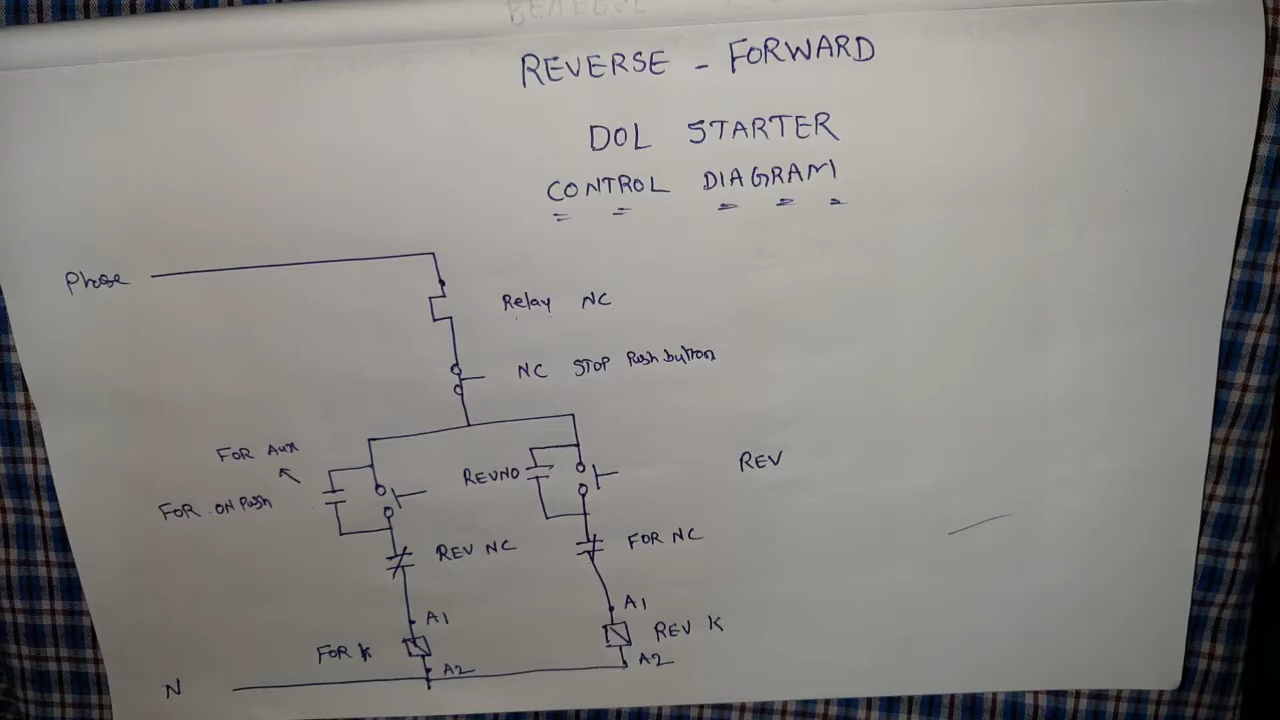 REVERSE - FORWARD
DOL STARTER
CONTROL DIAGRAM
Phase
Relay NC
NC STOP Push button
FOR Aux
FOR ON Push
REV NO
REV
REV NC
FOR NC
A1
A1
FOR K
REV K
A2
A2
N